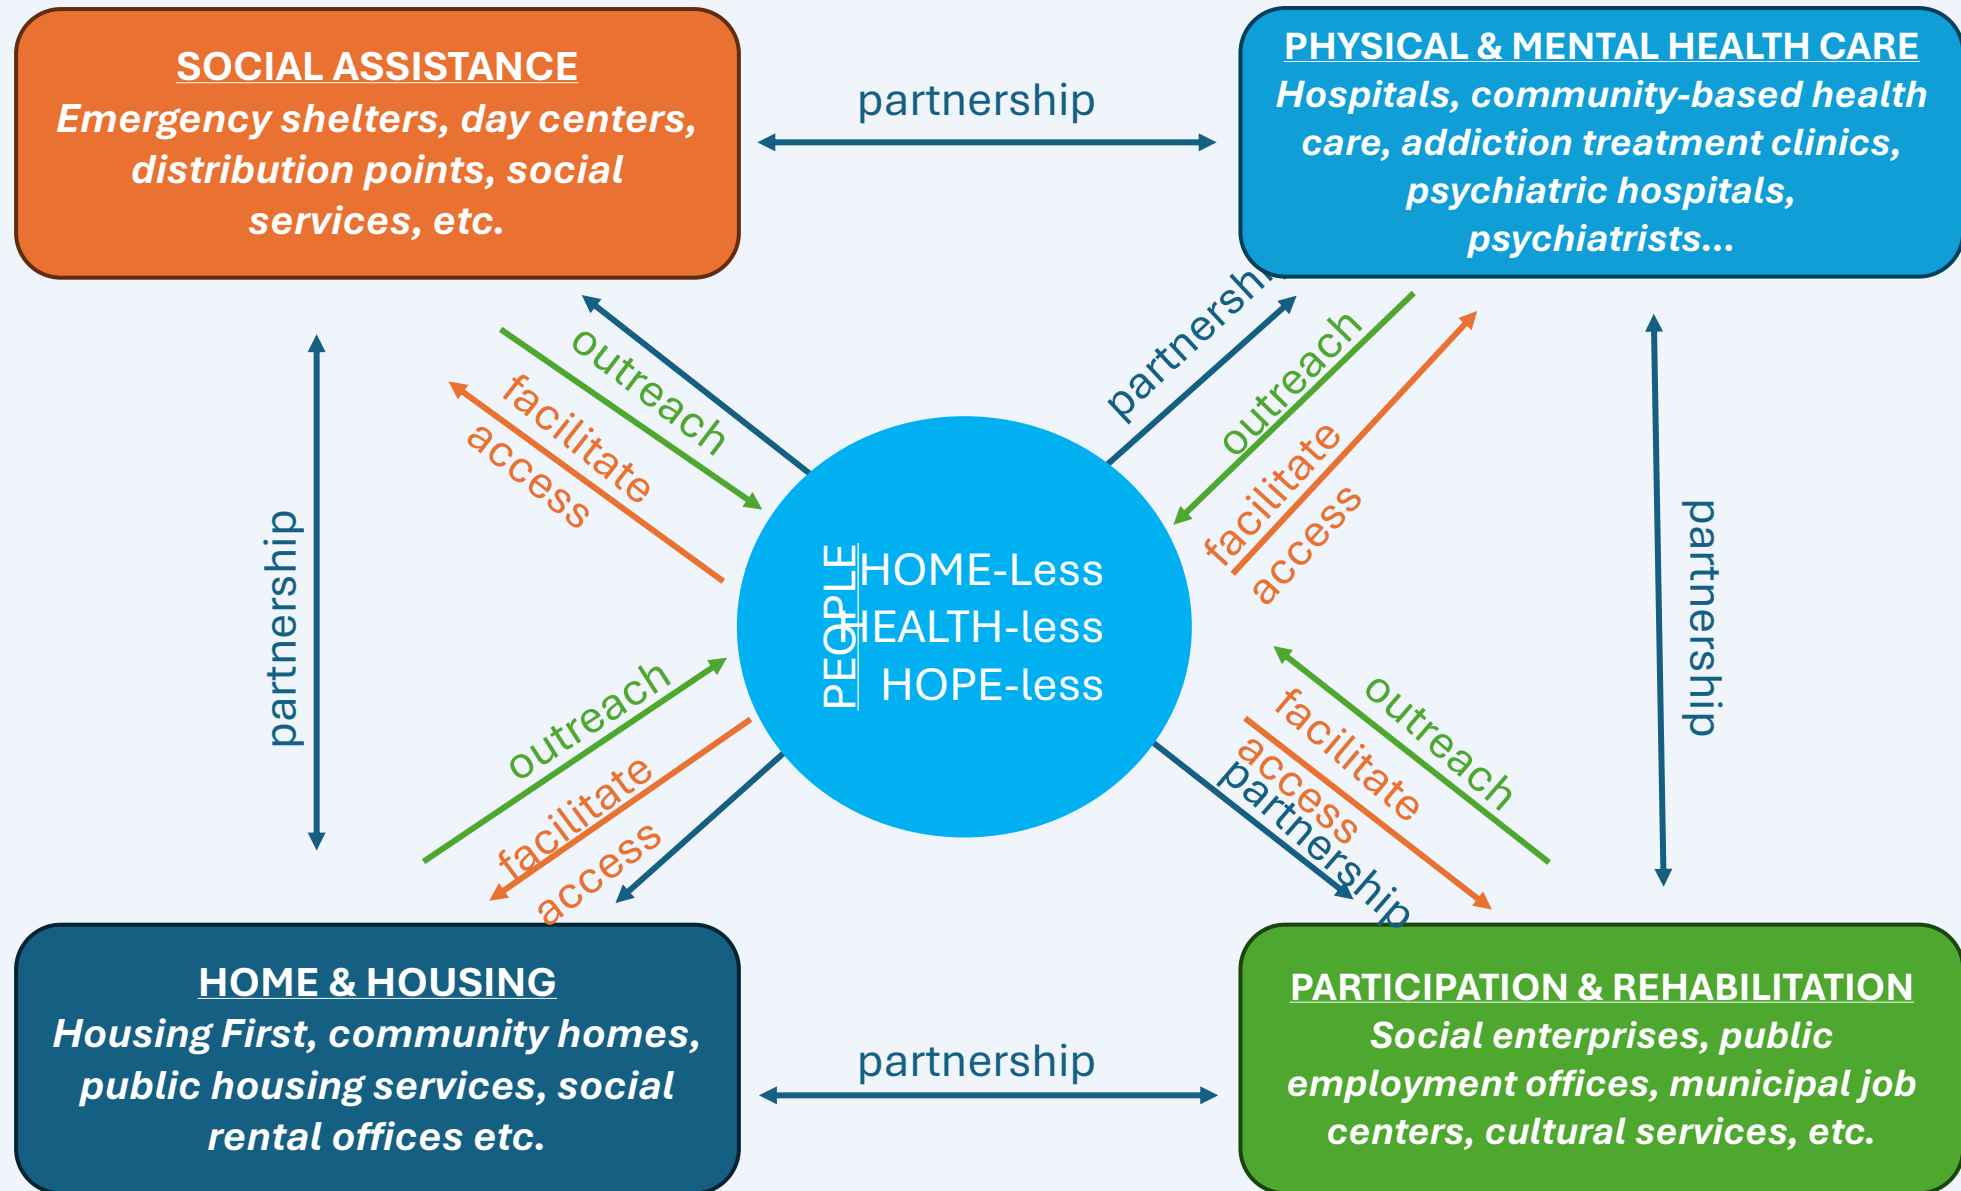 SOCIAL ASSISTANCE
Emergency shelters, day centers,
distribution points, social
services, etc.
partnership
PHYSICAL & MENTAL HEALTH CARE
Hospitals, community-based health
care, addiction treatment clinics,
psychiatric hospitals,
psychiatrists...
outreach
facilitate
access
partnership
outreach
facilitate
access
partnership
PEOPLE
HOME-Less
HEALTH-less
HOPE-less
partnership
outreach
facilitate
access
outreach
facilitate
access
partnership
HOME & HOUSING
Housing First, community homes,
public housing services, social
rental offices etc.
partnership
PARTICIPATION & REHABILITATION
Social enterprises, public
employment offices, municipal job
centers, cultural services, etc.